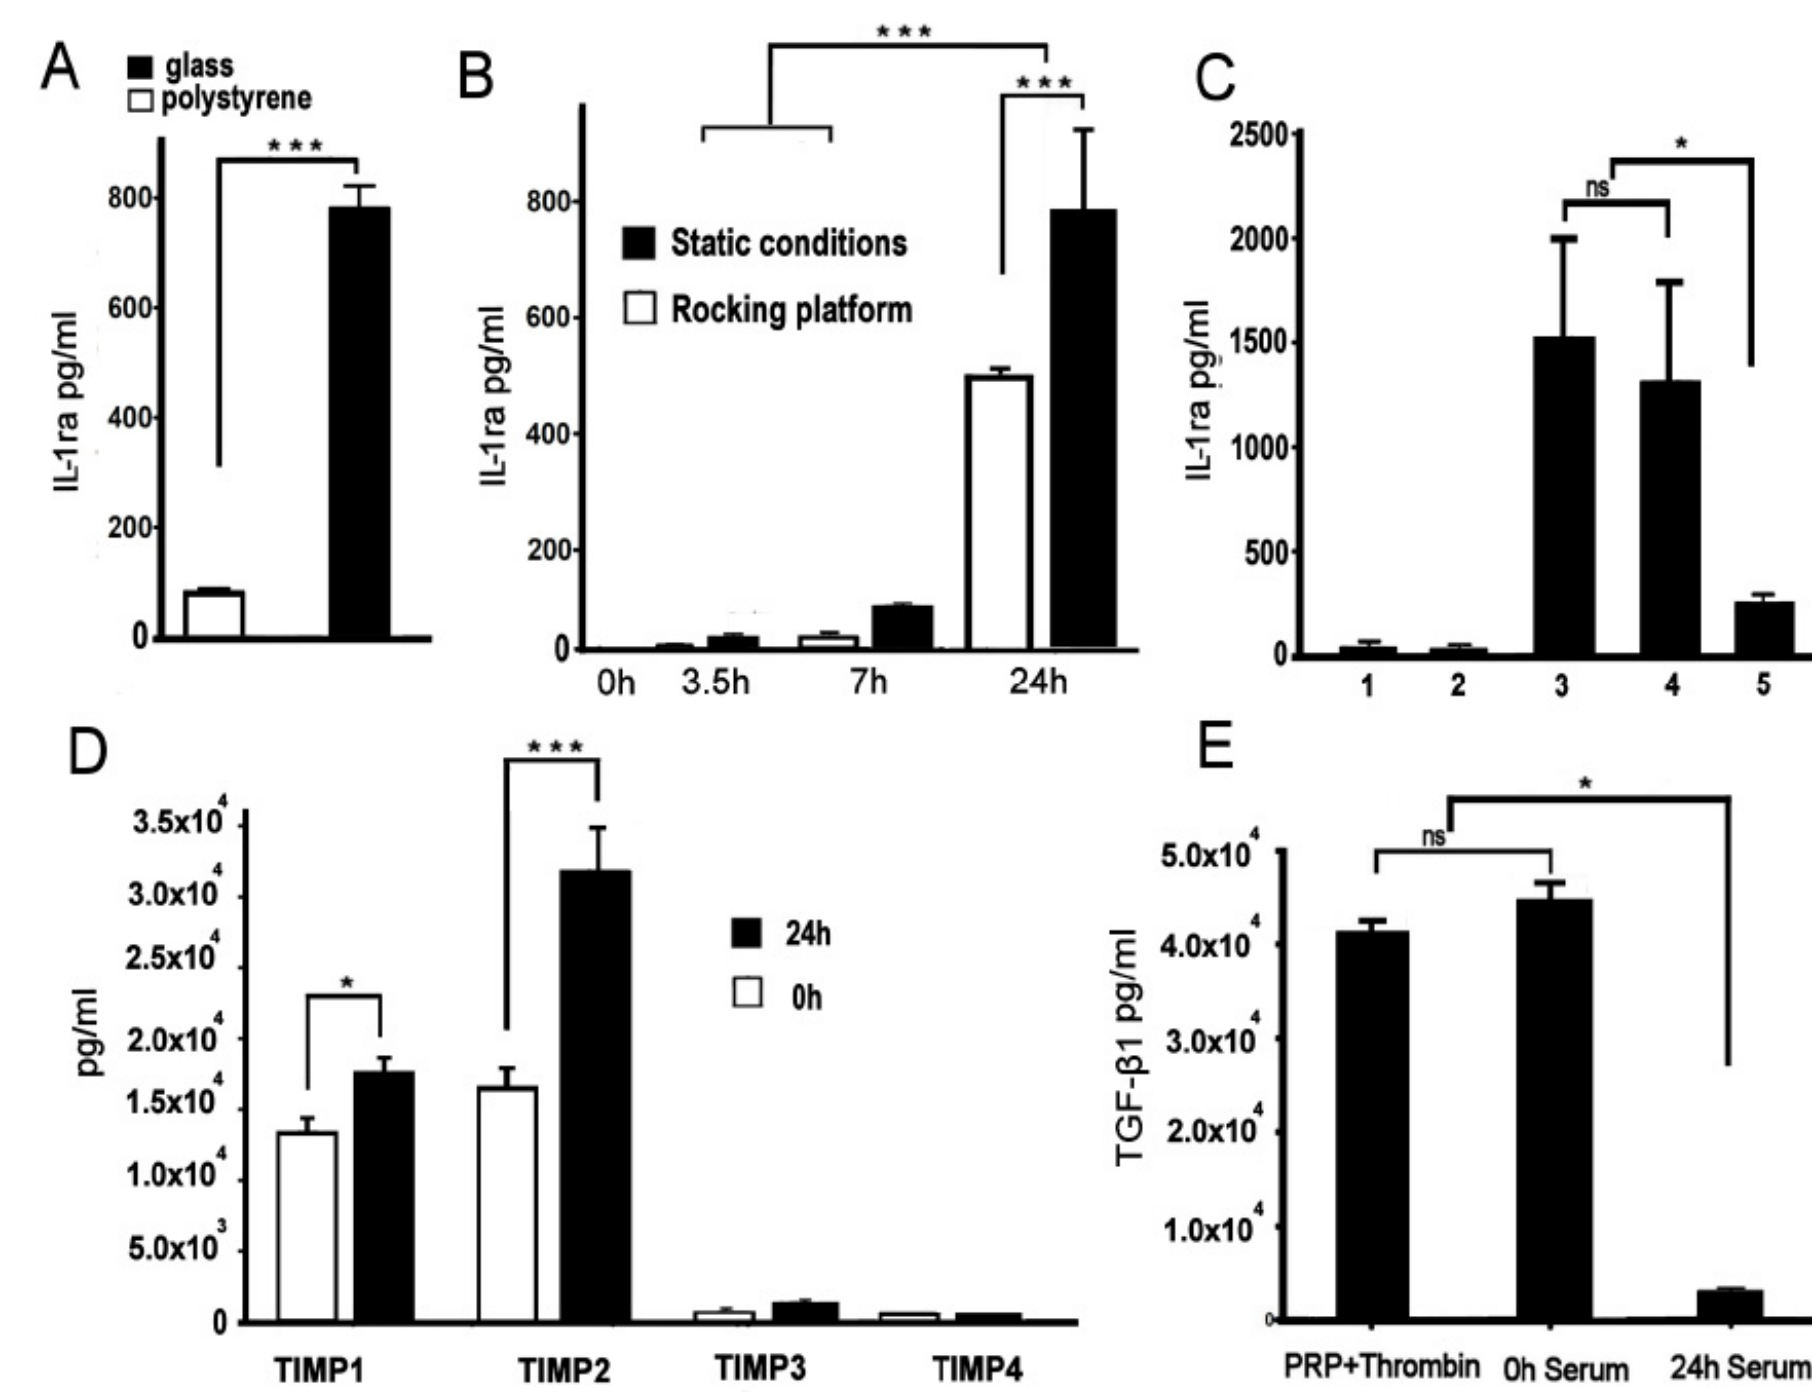 A
glass
polystyrene
***
800
600
400
200
0
IL-1ra pg/ml
B
***
***
800
600
400
200
0
IL-1ra pg/ml
Static conditions
Rocking platform
0h 3.5h 7h 24h
C
2500
2000
1500
1000
500
0
IL-1ra pg/ml
ns
*
1 2 3 4 5
D
3.5x10⁴
3.0x10⁴
2.5x10⁴
2.0x10⁴
1.5x10⁴
1.0x10⁴
5.0x10³
0
pg/ml
*
***
24h
0h
TIMP1 TIMP2 TIMP3 TIMP4
E
5.0x10⁴
4.0x10⁴
3.0x10⁴
2.0x10⁴
1.0x10⁴
0
TGF-β1 pg/ml
ns
*
PRP+Thrombin 0h Serum 24h Serum